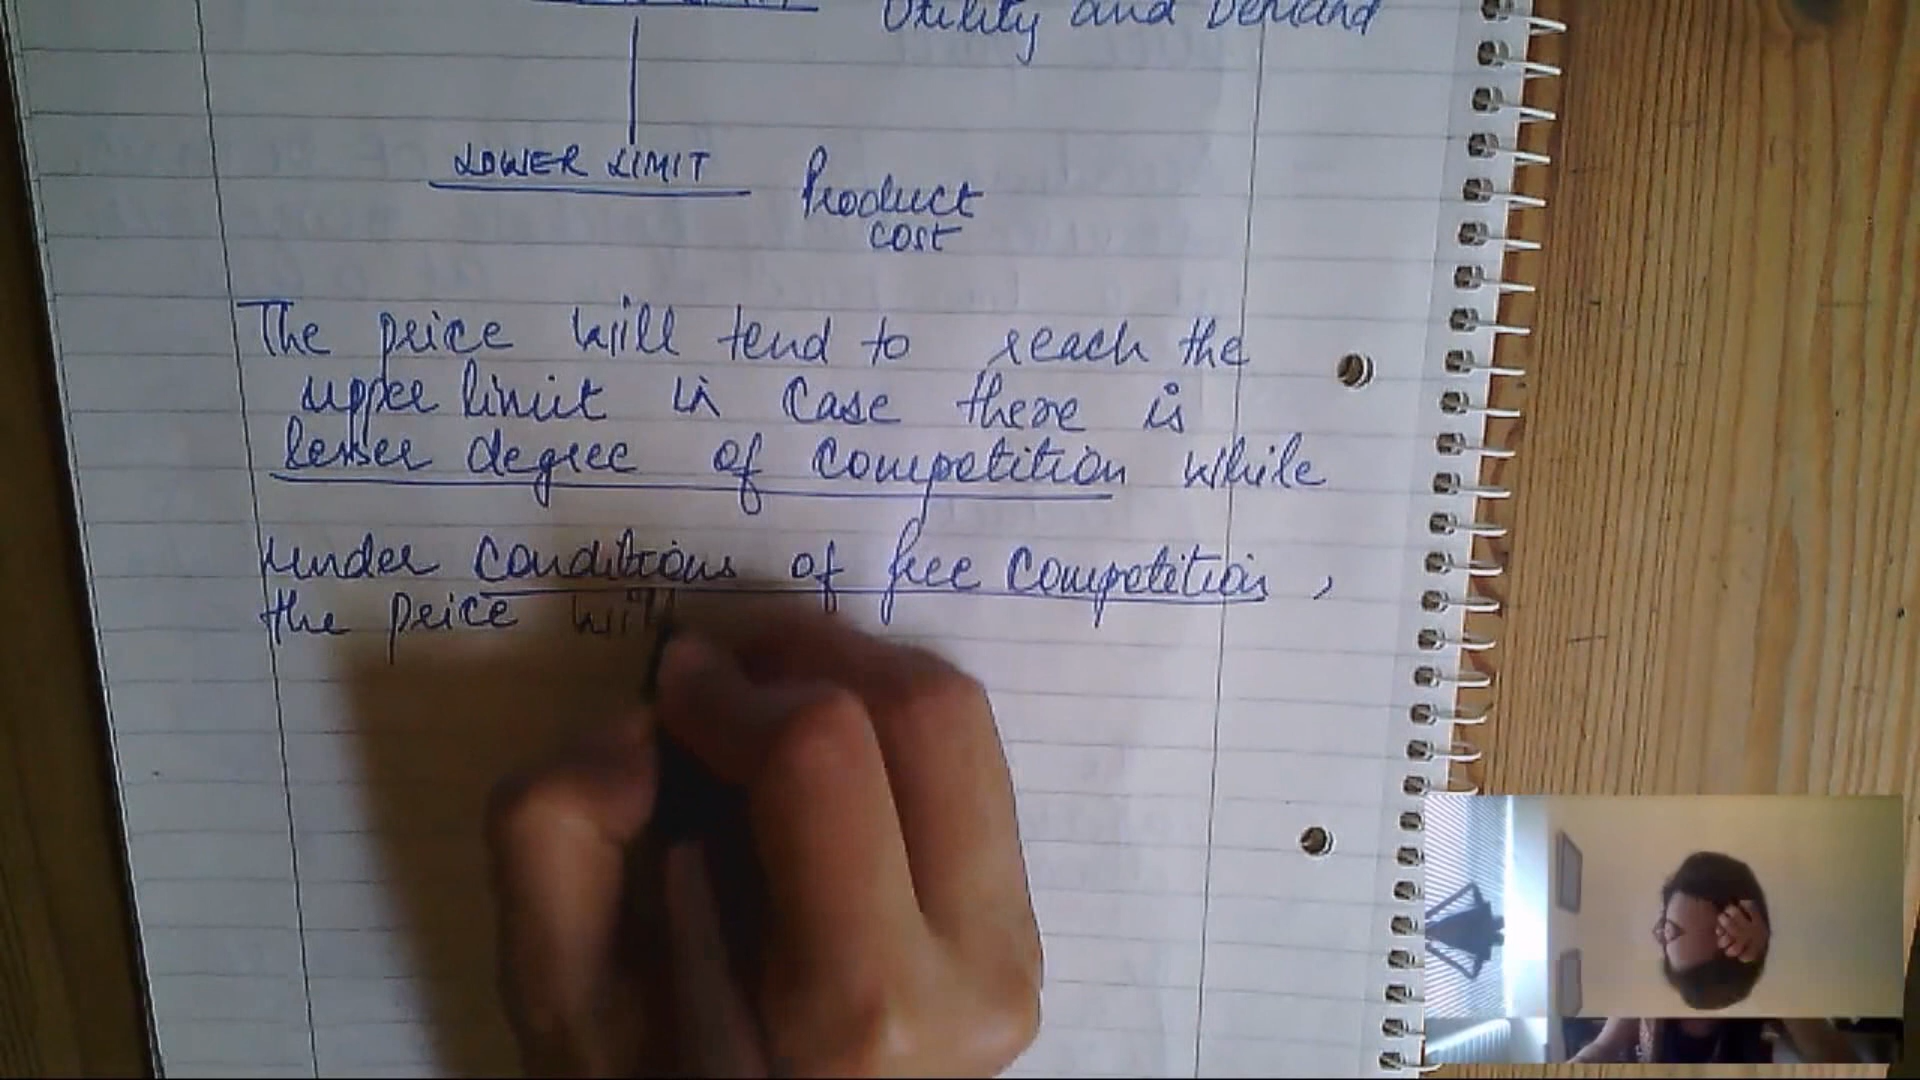 Utility and Demand
LOWER LIMIT
Product
cost
The price will tend to reach the
upper limit in case there is
lesser degree of competition while
under conditions of free competition,
the price will